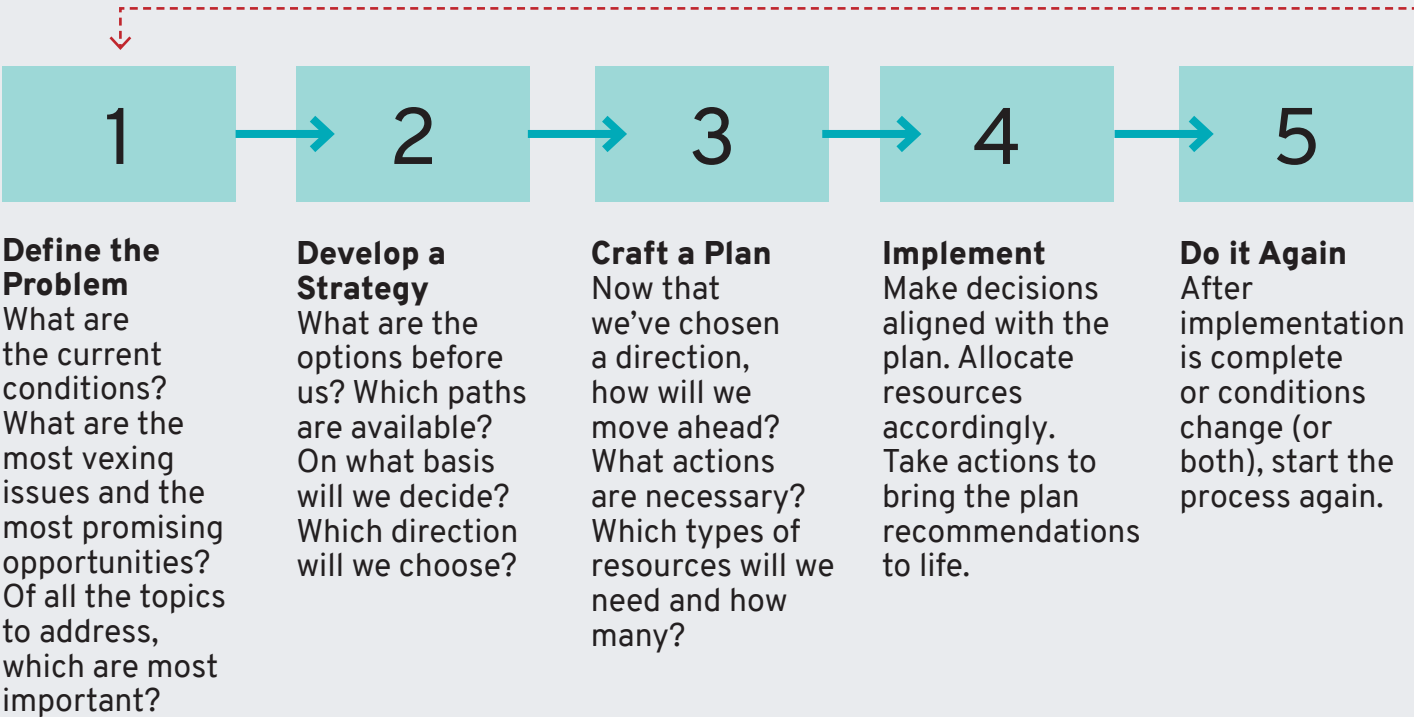 1
2
3
4
5
Define the
Problem
What are
the current
conditions?
What are the
most vexing
issues and the
most promising
opportunities?
Of all the topics
to address,
which are most
important?
Develop a
Strategy
What are the
options before
us? Which paths
are available?
On what basis
will we decide?
Which direction
will we choose?
Craft a Plan
Now that
we’ve chosen
a direction,
how will we
move ahead?
What actions
are necessary?
Which types of
resources will we
need and how
many?
Implement
Make decisions
aligned with the
plan. Allocate
resources
accordingly.
Take actions to
bring the plan
recommendations
to life.
Do it Again
After
implementation
is complete
or conditions
change (or
both), start the
process again.